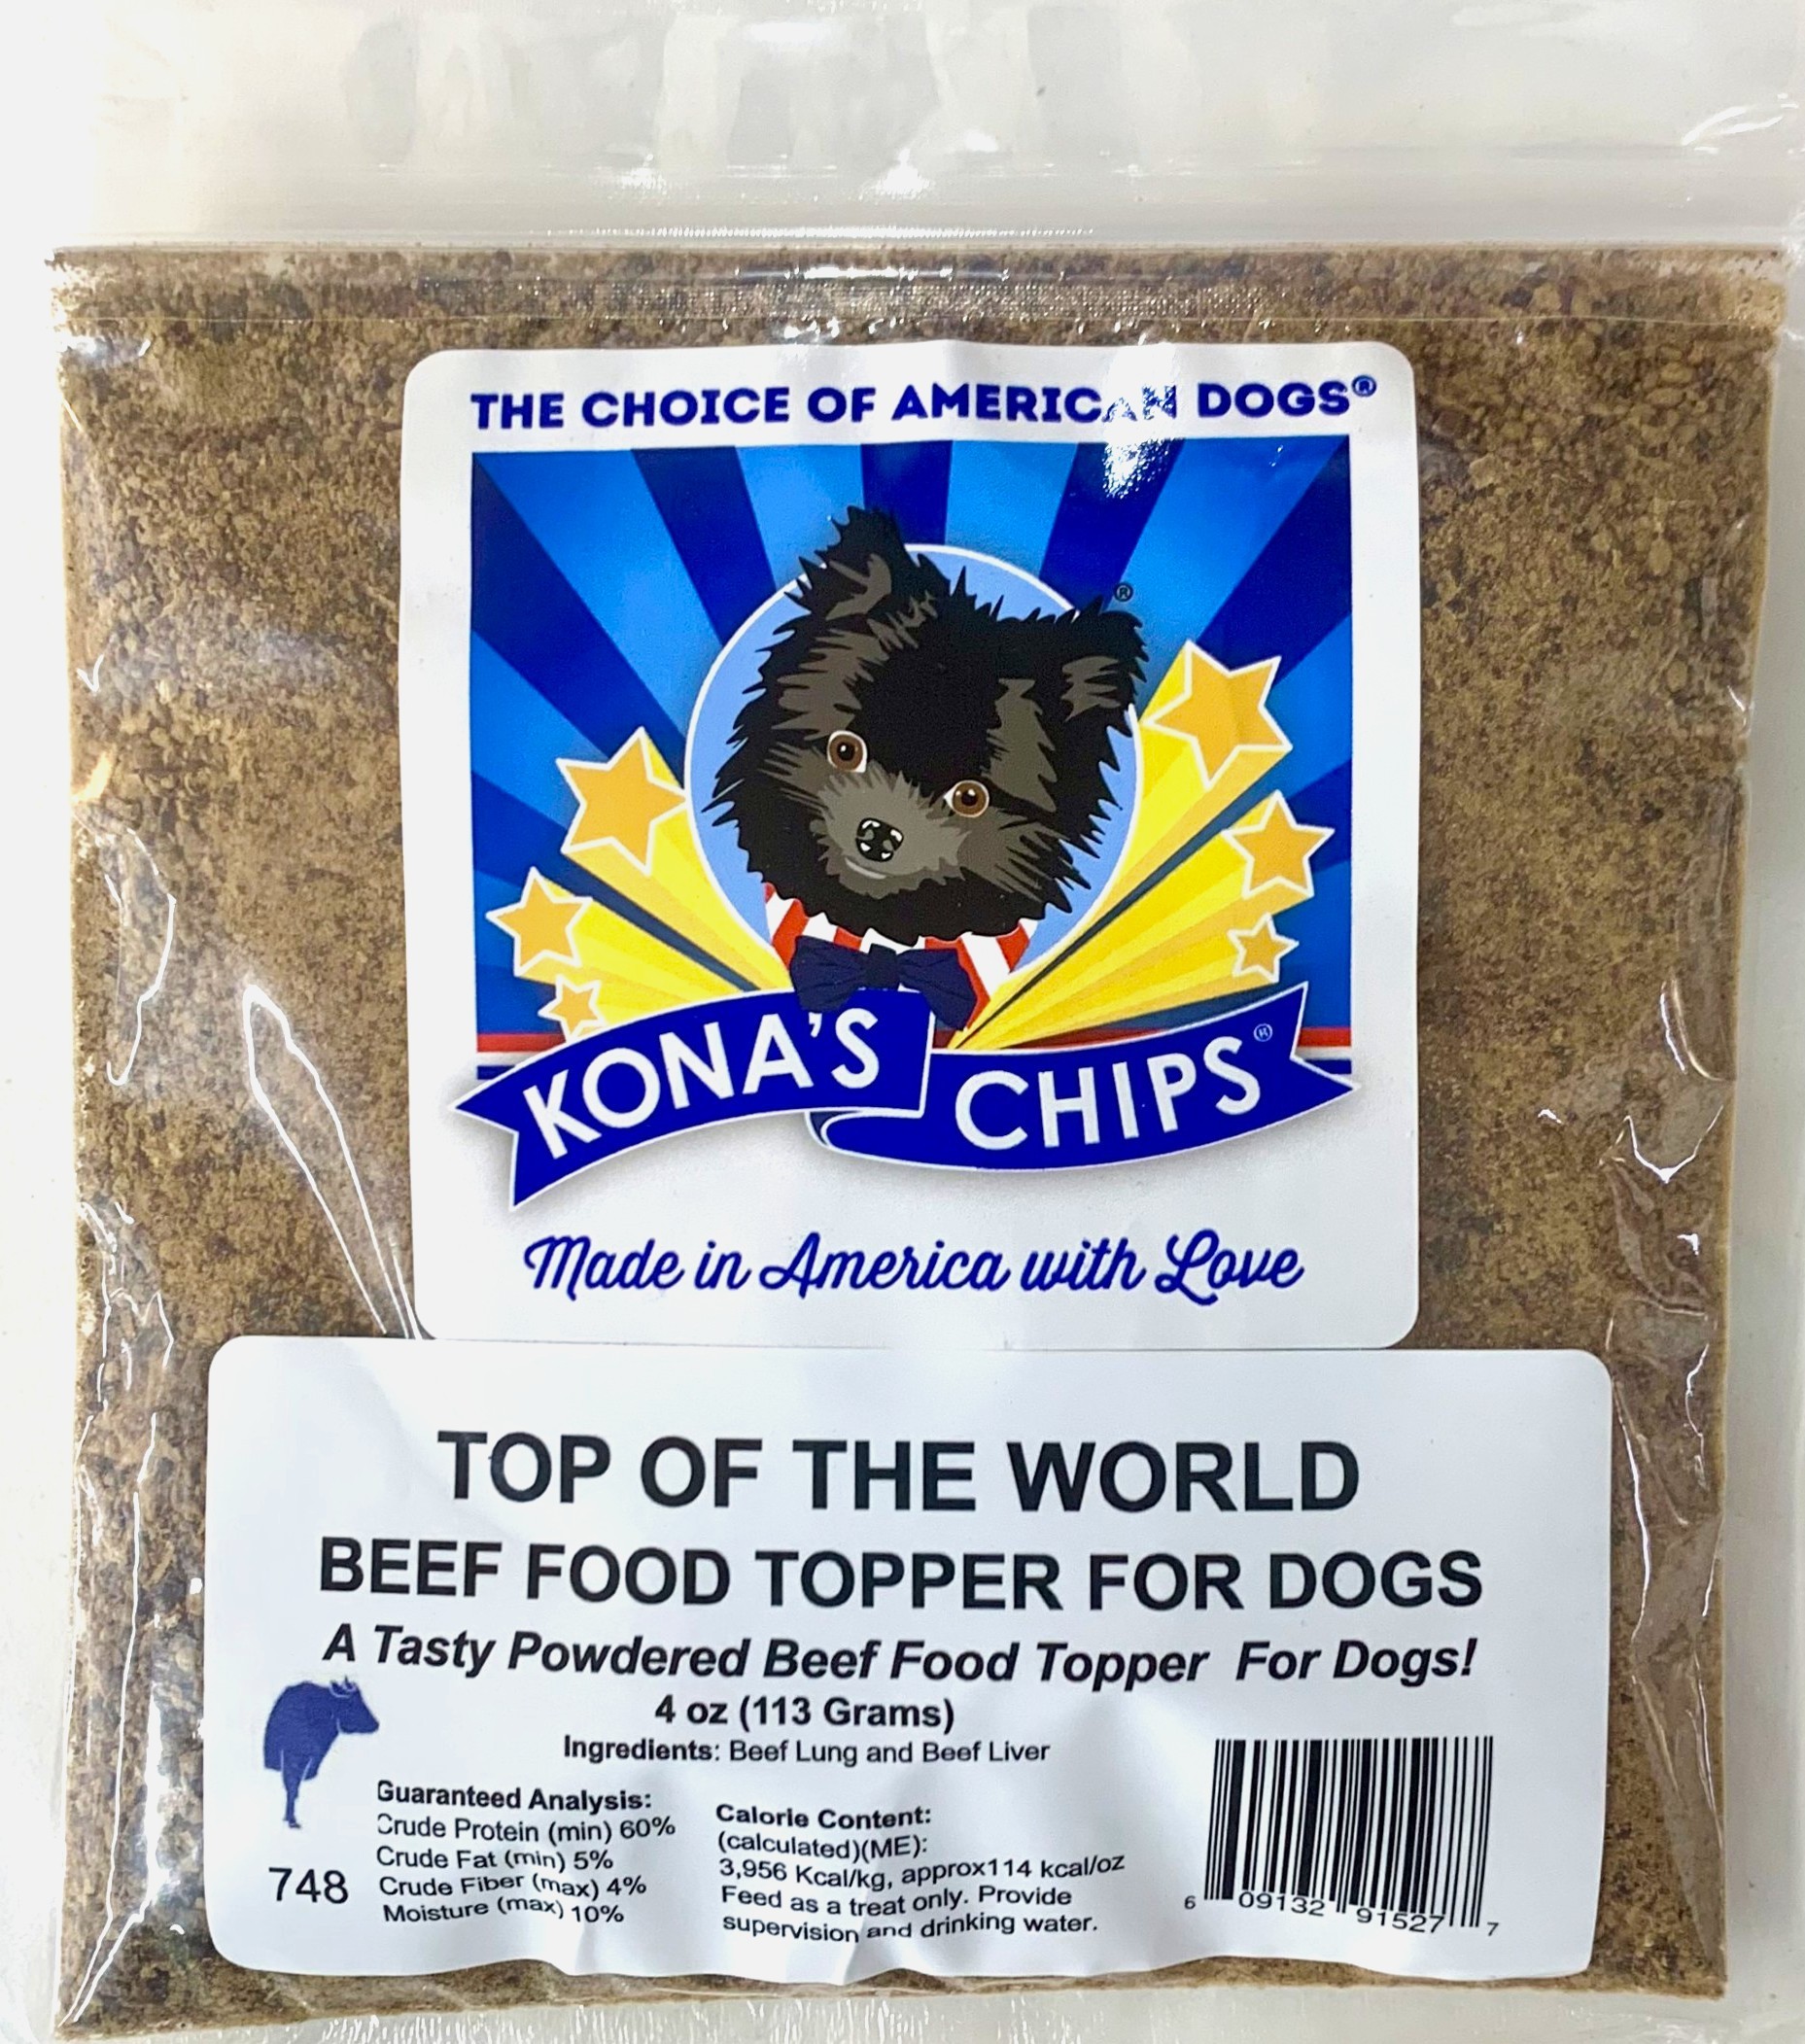 THE CHOICE OF AMERICAN DOGS®
®
KONA'S CHIPS®
Made in America with Love
TOP OF THE WORLD
BEEF FOOD TOPPER FOR DOGS
A Tasty Powdered Beef Food Topper For Dogs!
4 oz (113 Grams)
Ingredients: Beef Lung and Beef Liver
Guaranteed Analysis:
Crude Protein (min) 60%
Crude Fat (min) 5%
Crude Fiber (max) 4%
Moisture (max) 10%
748
Calorie Content:
(calculated)(ME):
3,956 Kcal/kg, approx114 kcal/oz
Feed as a treat only. Provide
supervision and drinking water.
6 09132 91527 7